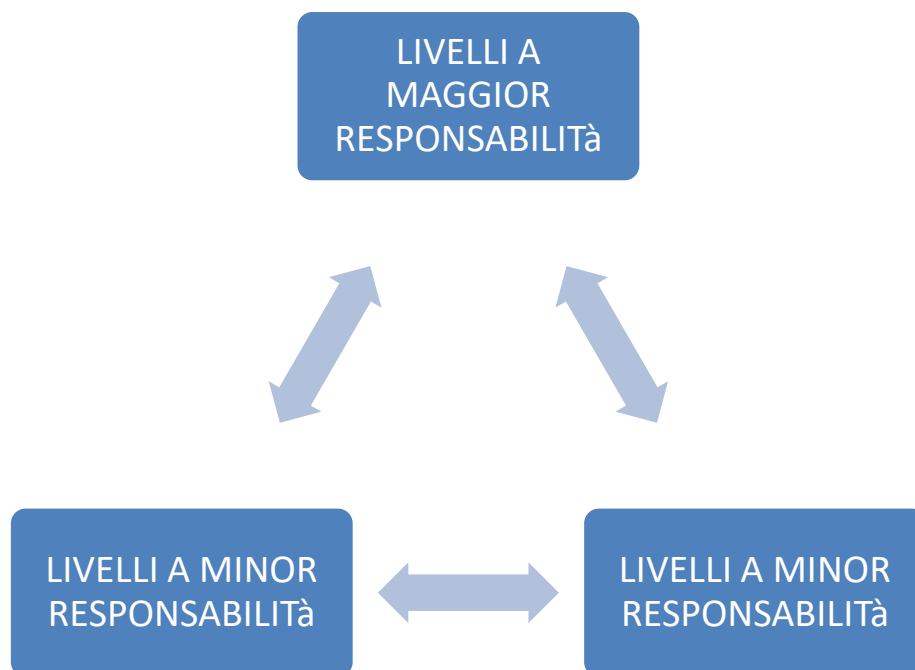 LIVELLI A
MAGGIOR
RESPONSABILITà
LIVELLI A MINOR
RESPONSABILITà
LIVELLI A MINOR
RESPONSABILITà